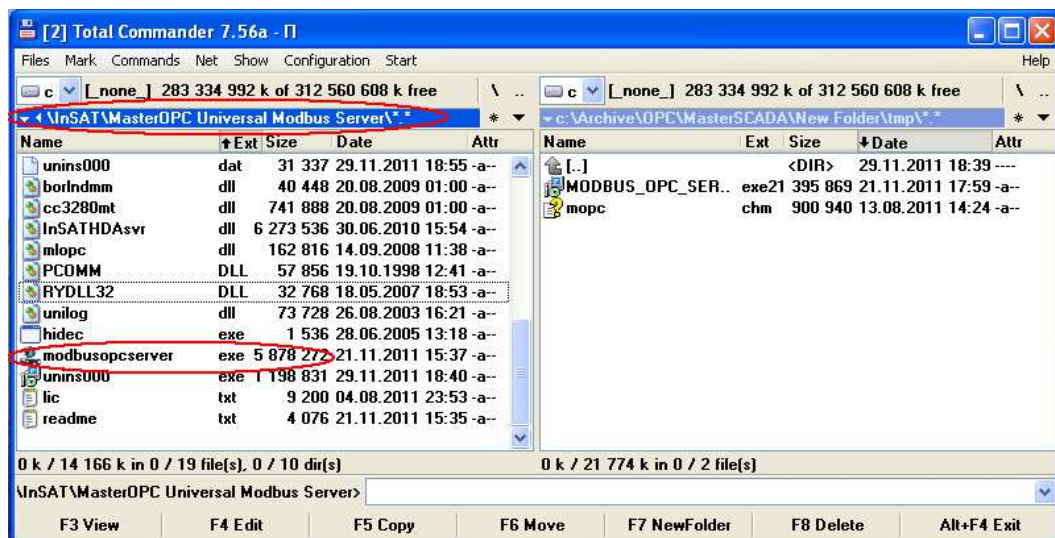 [2] Total Commander 7.56a - П
Files Mark Commands Net Show Configuration Start Help
c [_none_] 283 334 992 k of 312 560 608 k free \ ..
\InSAT\MasterOPC Universal Modbus Server\*.* * ▼
Name ↑Ext Size Date Attr
unins000 dat 31 337 29.11.2011 18:55 -a--
borlndmm dll 40 448 20.08.2009 01:00 -a--
cc3280mt dll 741 888 20.08.2009 01:00 -a--
InSATHDAsvr dll 6 273 536 30.06.2010 15:54 -a--
mlopc dll 162 816 14.09.2008 11:38 -a--
PCOMM DLL 57 856 19.10.1998 12:41 -a--
RYDLL32 DLL 32 768 18.05.2007 18:53 -a--
unilog dll 73 728 26.08.2003 16:21 -a--
hidec exe 1 536 28.06.2005 13:18 -a--
modbusopcserver exe 5 878 272 21.11.2011 15:37 -a--
unins000 exe 1 198 831 29.11.2011 18:40 -a--
lic txt 9 200 04.08.2011 23:53 -a--
readme txt 4 076 21.11.2011 15:35 -a--
0 k / 14 166 k in 0 / 19 file(s), 0 / 10 dir(s)
c [_none_] 283 334 992 k of 312 560 608 k free \ ..
c:\Archive\OPC\MasterSCADA\New Folder\tmp\*.* * ▼
Name Ext Size ↓Date Attr
[..] <DIR> 29.11.2011 18:39 ----
MODBUS_OPC_SER.. exe 21 395 869 21.11.2011 17:59 -a--
mopc chm 900 940 13.08.2011 14:24 -a--
0 k / 21 774 k in 0 / 2 file(s)
\InSAT\MasterOPC Universal Modbus Server>
F3 View F4 Edit F5 Copy F6 Move F7 NewFolder F8 Delete Alt+F4 Exit